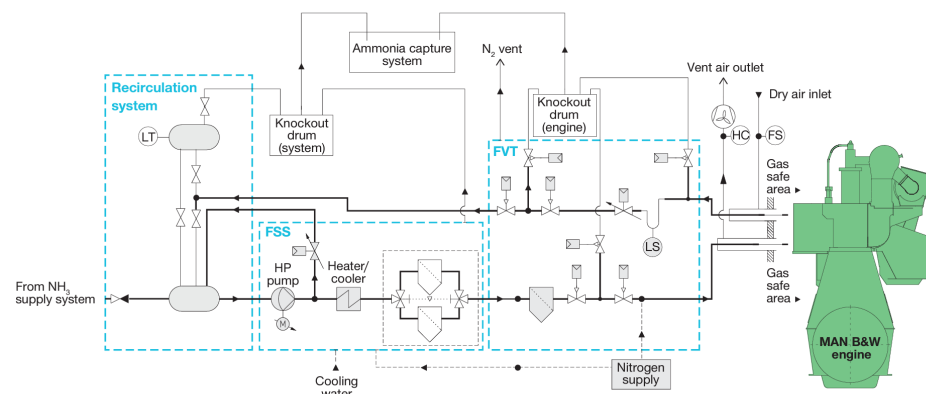 N2 vent
Ammonia capture
system
Vent air outlet
Dry air inlet
Recirculation
system
LT
Knockout
drum
(system)
Knockout
drum
(engine)
HC
FS
FVT
Gas
safe
area
FSS
LS
HP
pump
Heater/
cooler
From NH3
supply system
M
Gas
safe
area
MAN B&W
engine
Cooling
water
Nitrogen
supply